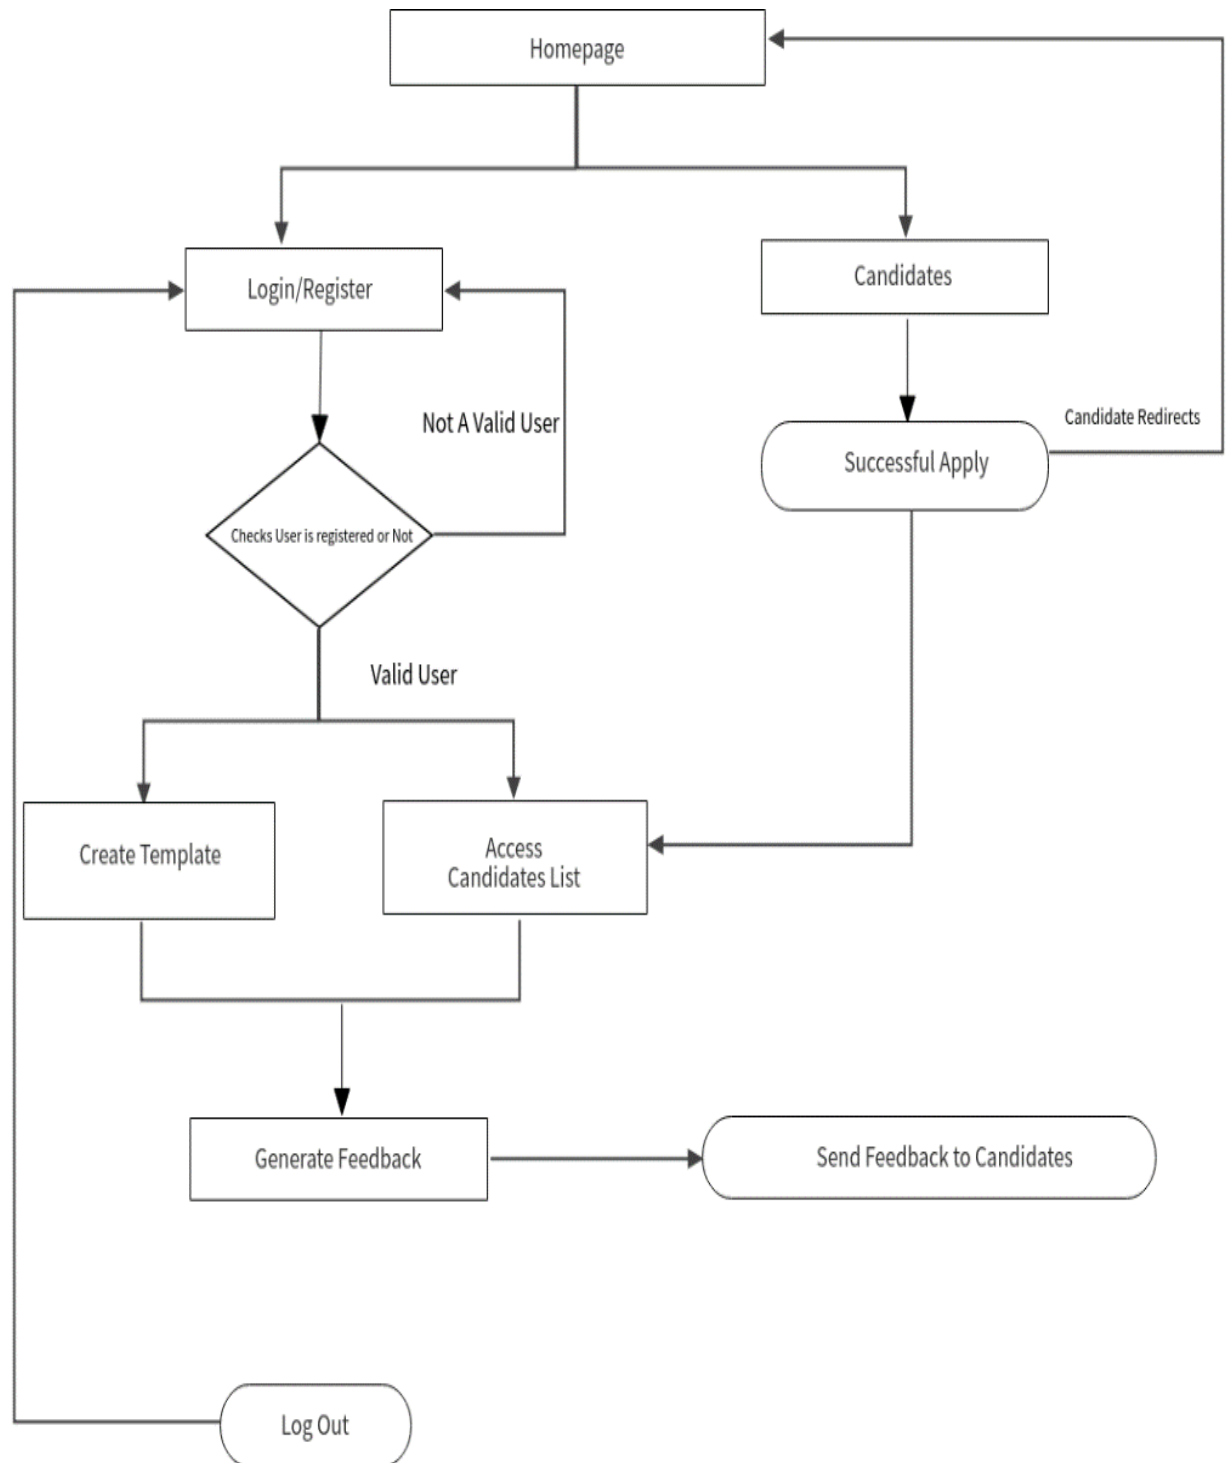 Homepage
Login/Register
Candidates
Not A Valid User
Candidate Redirects
Successful Apply
Checks User is registered or Not
Valid User
Create Template
Access
Candidates List
Generate Feedback
Send Feedback to Candidates
Log Out